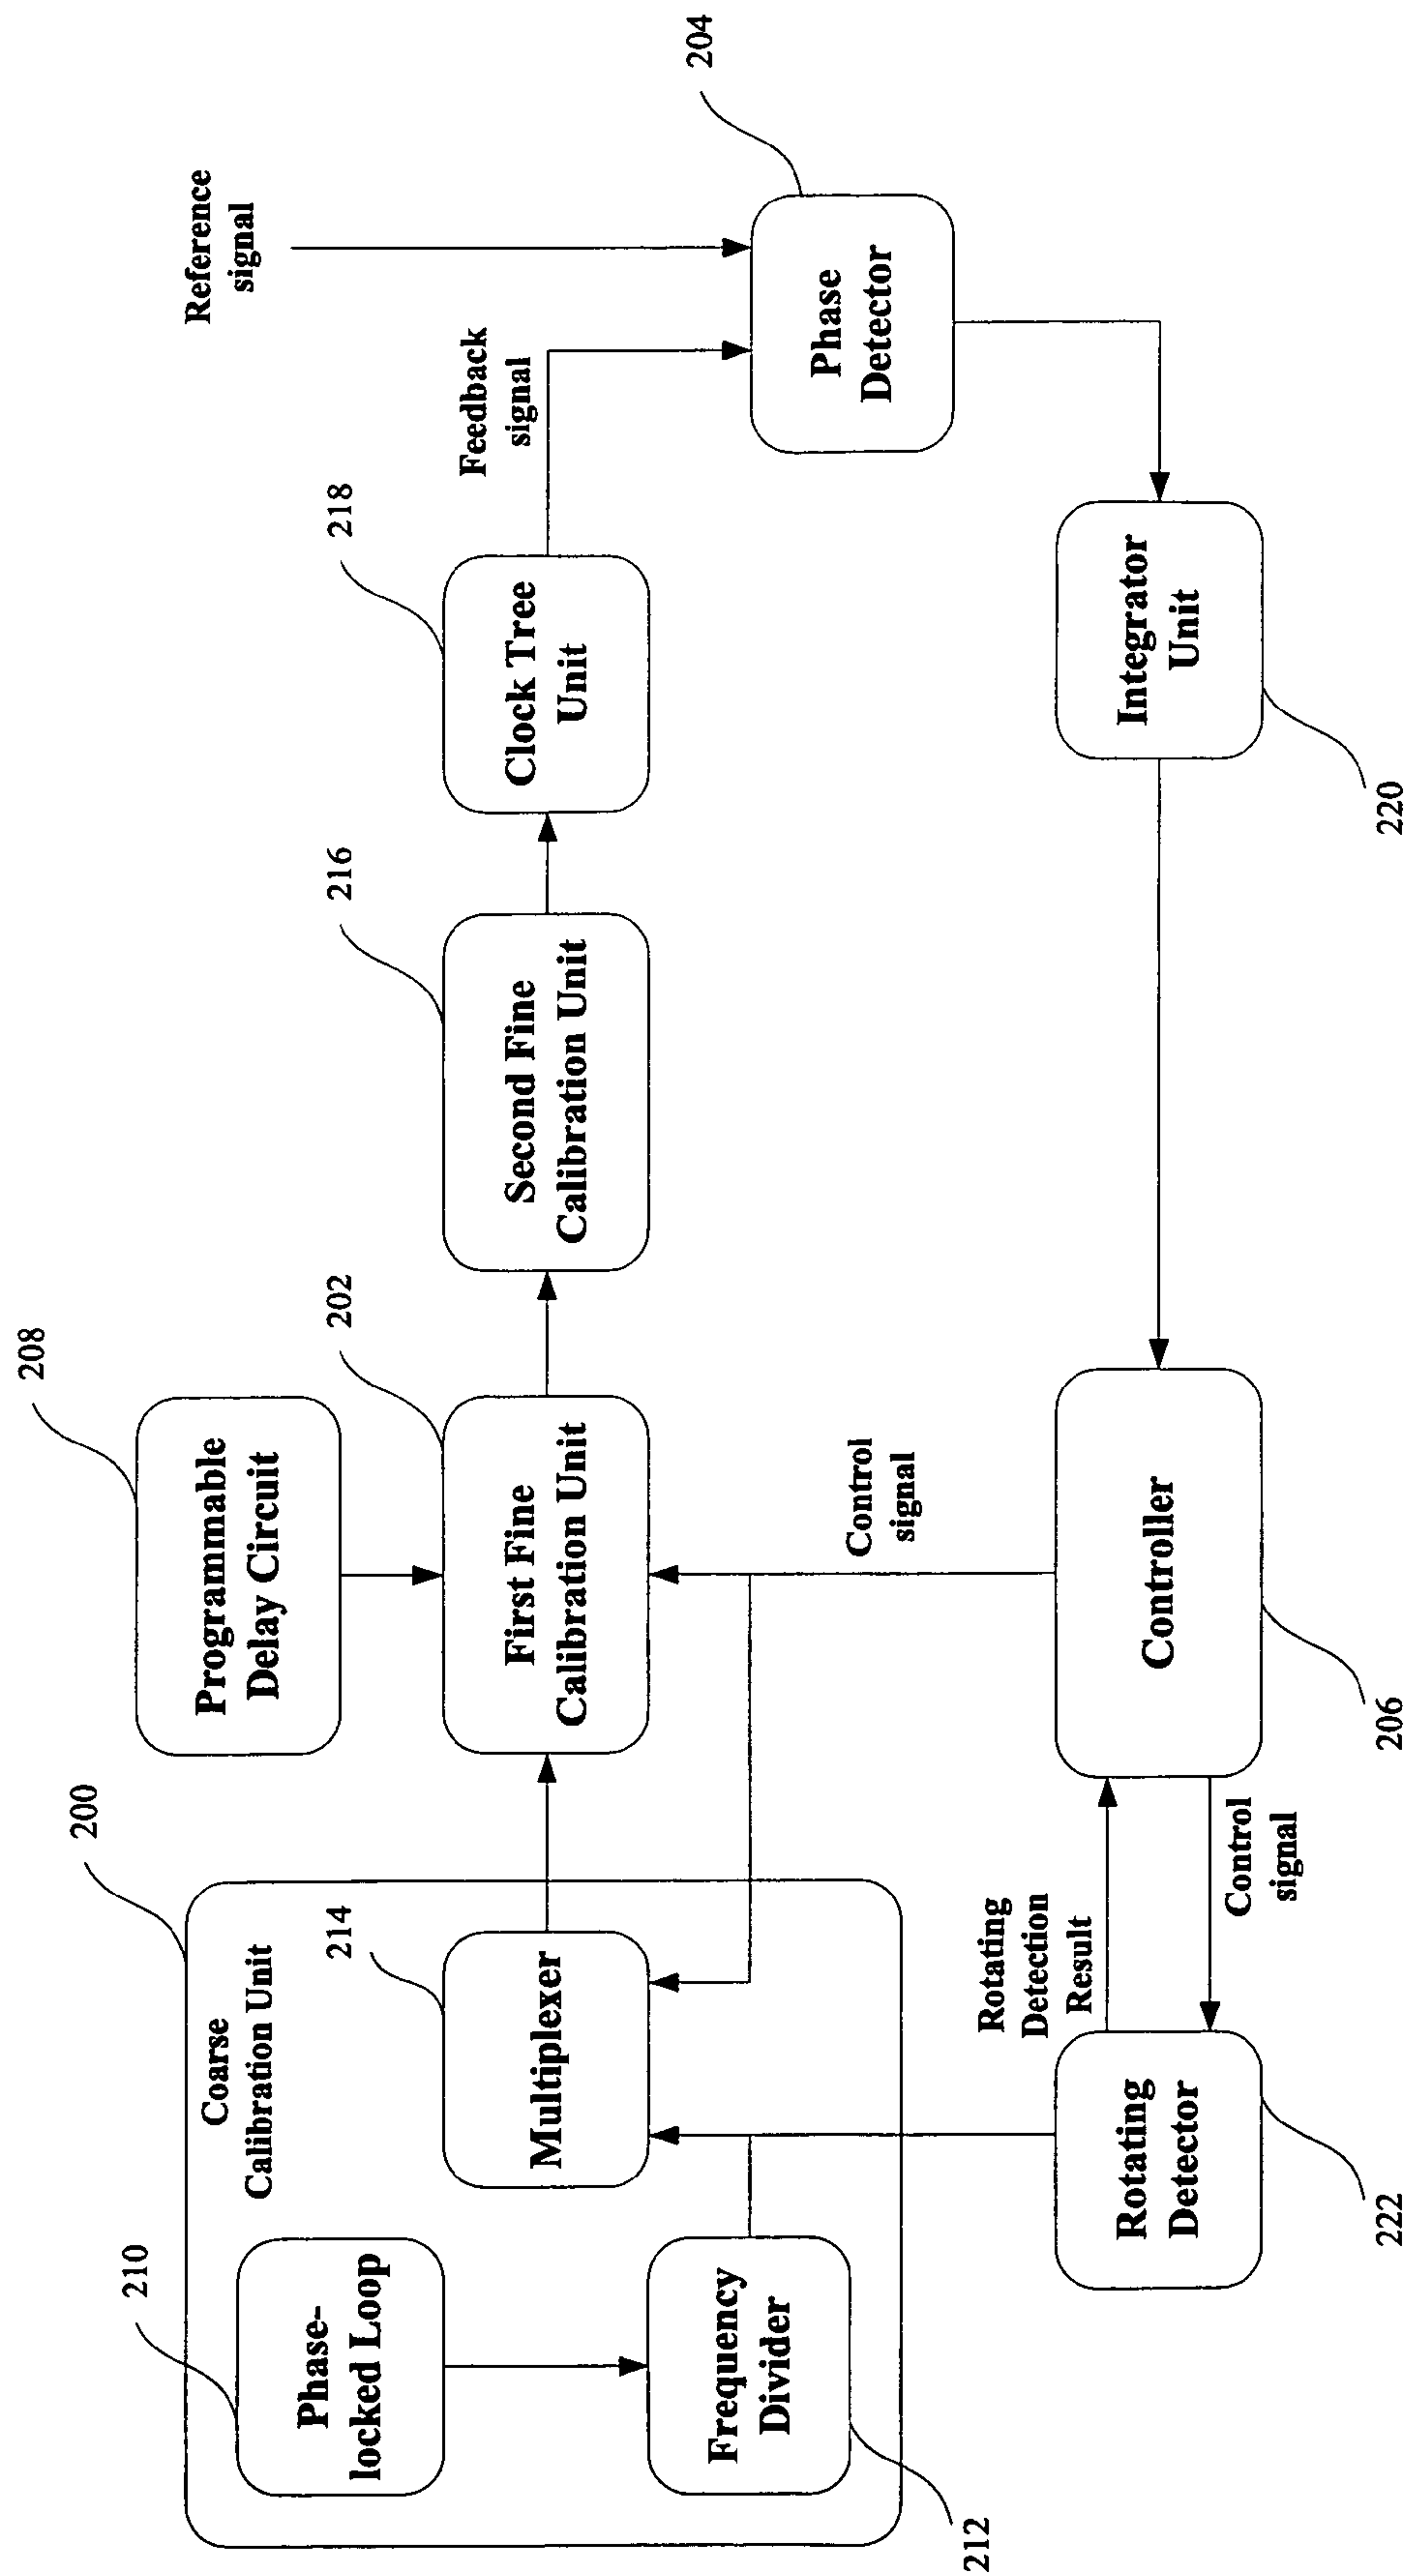 208
Programmable
Delay Circuit
200
Coarse
Calibration Unit
210
Phase-
locked Loop
214
Multiplexer
202
First Fine
Calibration Unit
216
Second Fine
Calibration Unit
218
Clock Tree
Unit
Feedback
signal
Reference
signal
204
Phase
Detector
Frequency
Divider
212
Control
signal
Rotating
Detection
Result
Rotating
Detector
222
Control
signal
Controller
206
Integrator
Unit
220